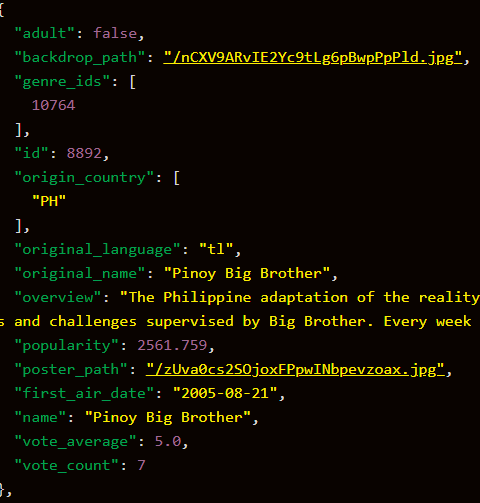 {
"adult": false,
"backdrop_path": "/nCXV9ARvIE2Yc9tLg6pBwpPpPld.jpg",
"genre_ids": [
10764
],
"id": 8892,
"origin_country": [
"PH"
],
"original_language": "tl",
"original_name": "Pinoy Big Brother",
"overview": "The Philippine adaptation of the reality
s and challenges supervised by Big Brother. Every week
"popularity": 2561.759,
"poster_path": "/zUva0cs2SOjoxFPpwINbpevzoax.jpg",
"first_air_date": "2005-08-21",
"name": "Pinoy Big Brother",
"vote_average": 5.0,
"vote_count": 7
},